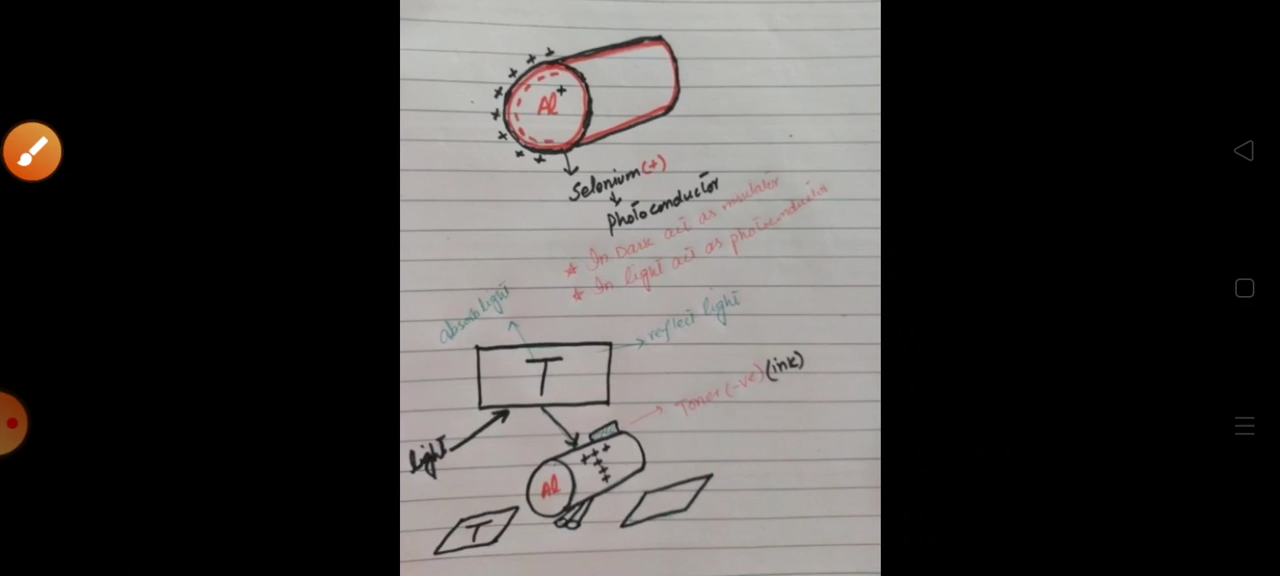 Al
Selenium (+)
Photoconductor
* In Dark act as insulator
* In light act as photoconductor
absorb light
reflect light
T
Toner (-ve) (ink)
light
Al
T